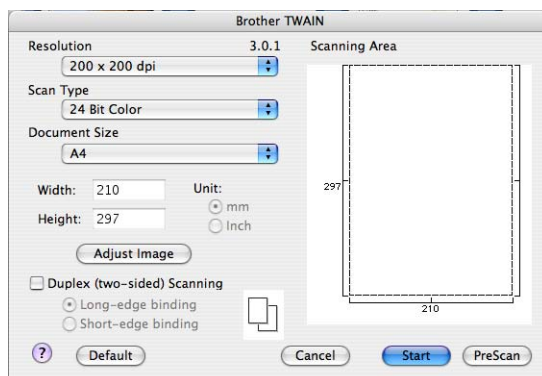 Brother TWAIN
Resolution 3.0.1
200 x 200 dpi
Scan Type
24 Bit Color
Document Size
A4
Width: 210
Height: 297
Unit:
mm
Inch
Adjust Image
Duplex (two-sided) Scanning
Long-edge binding
Short-edge binding
Scanning Area
297
210
? Default Cancel Start PreScan